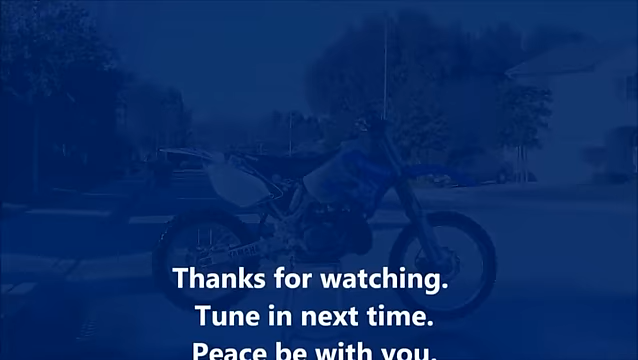 Thanks for watching.
Tune in next time.
Peace be with you.